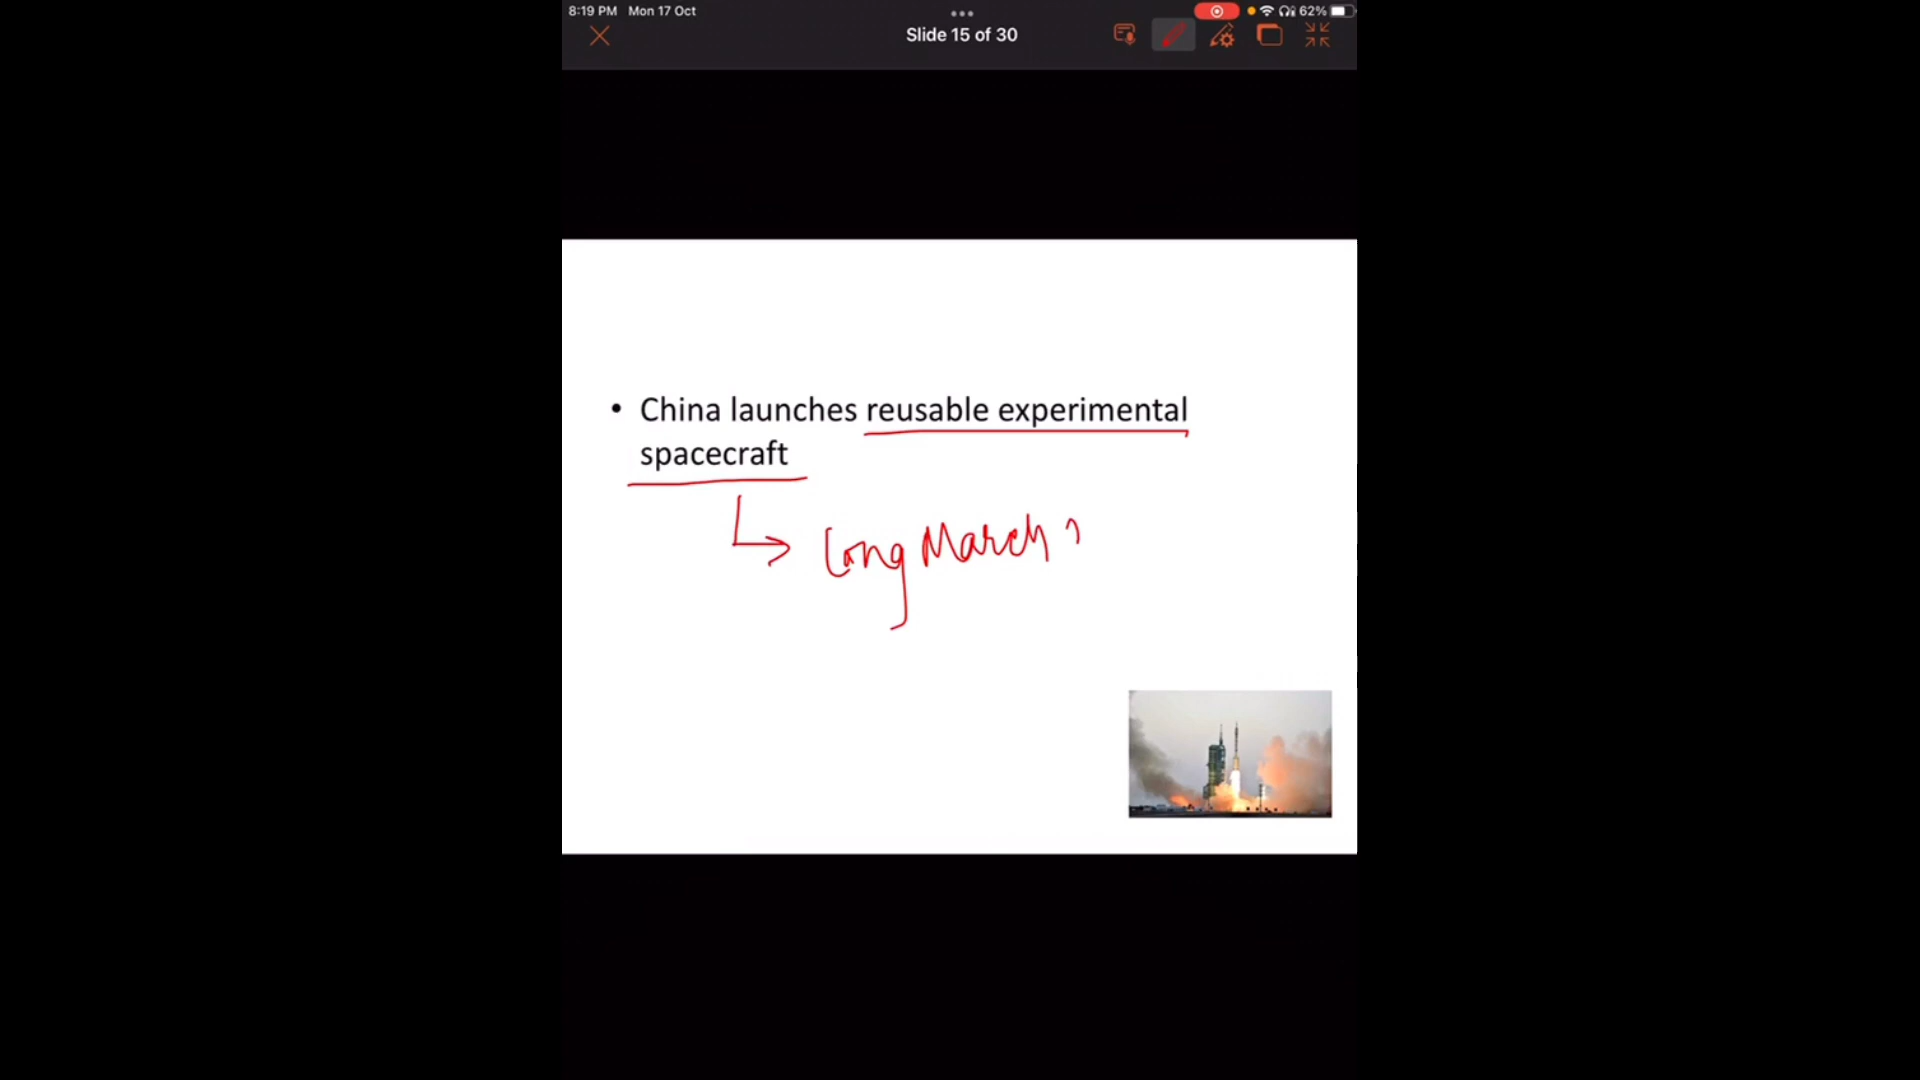 8:19 PM Mon 17 Oct 62%
Slide 15 of 30
• China launches reusable experimental
spacecraft
Long March